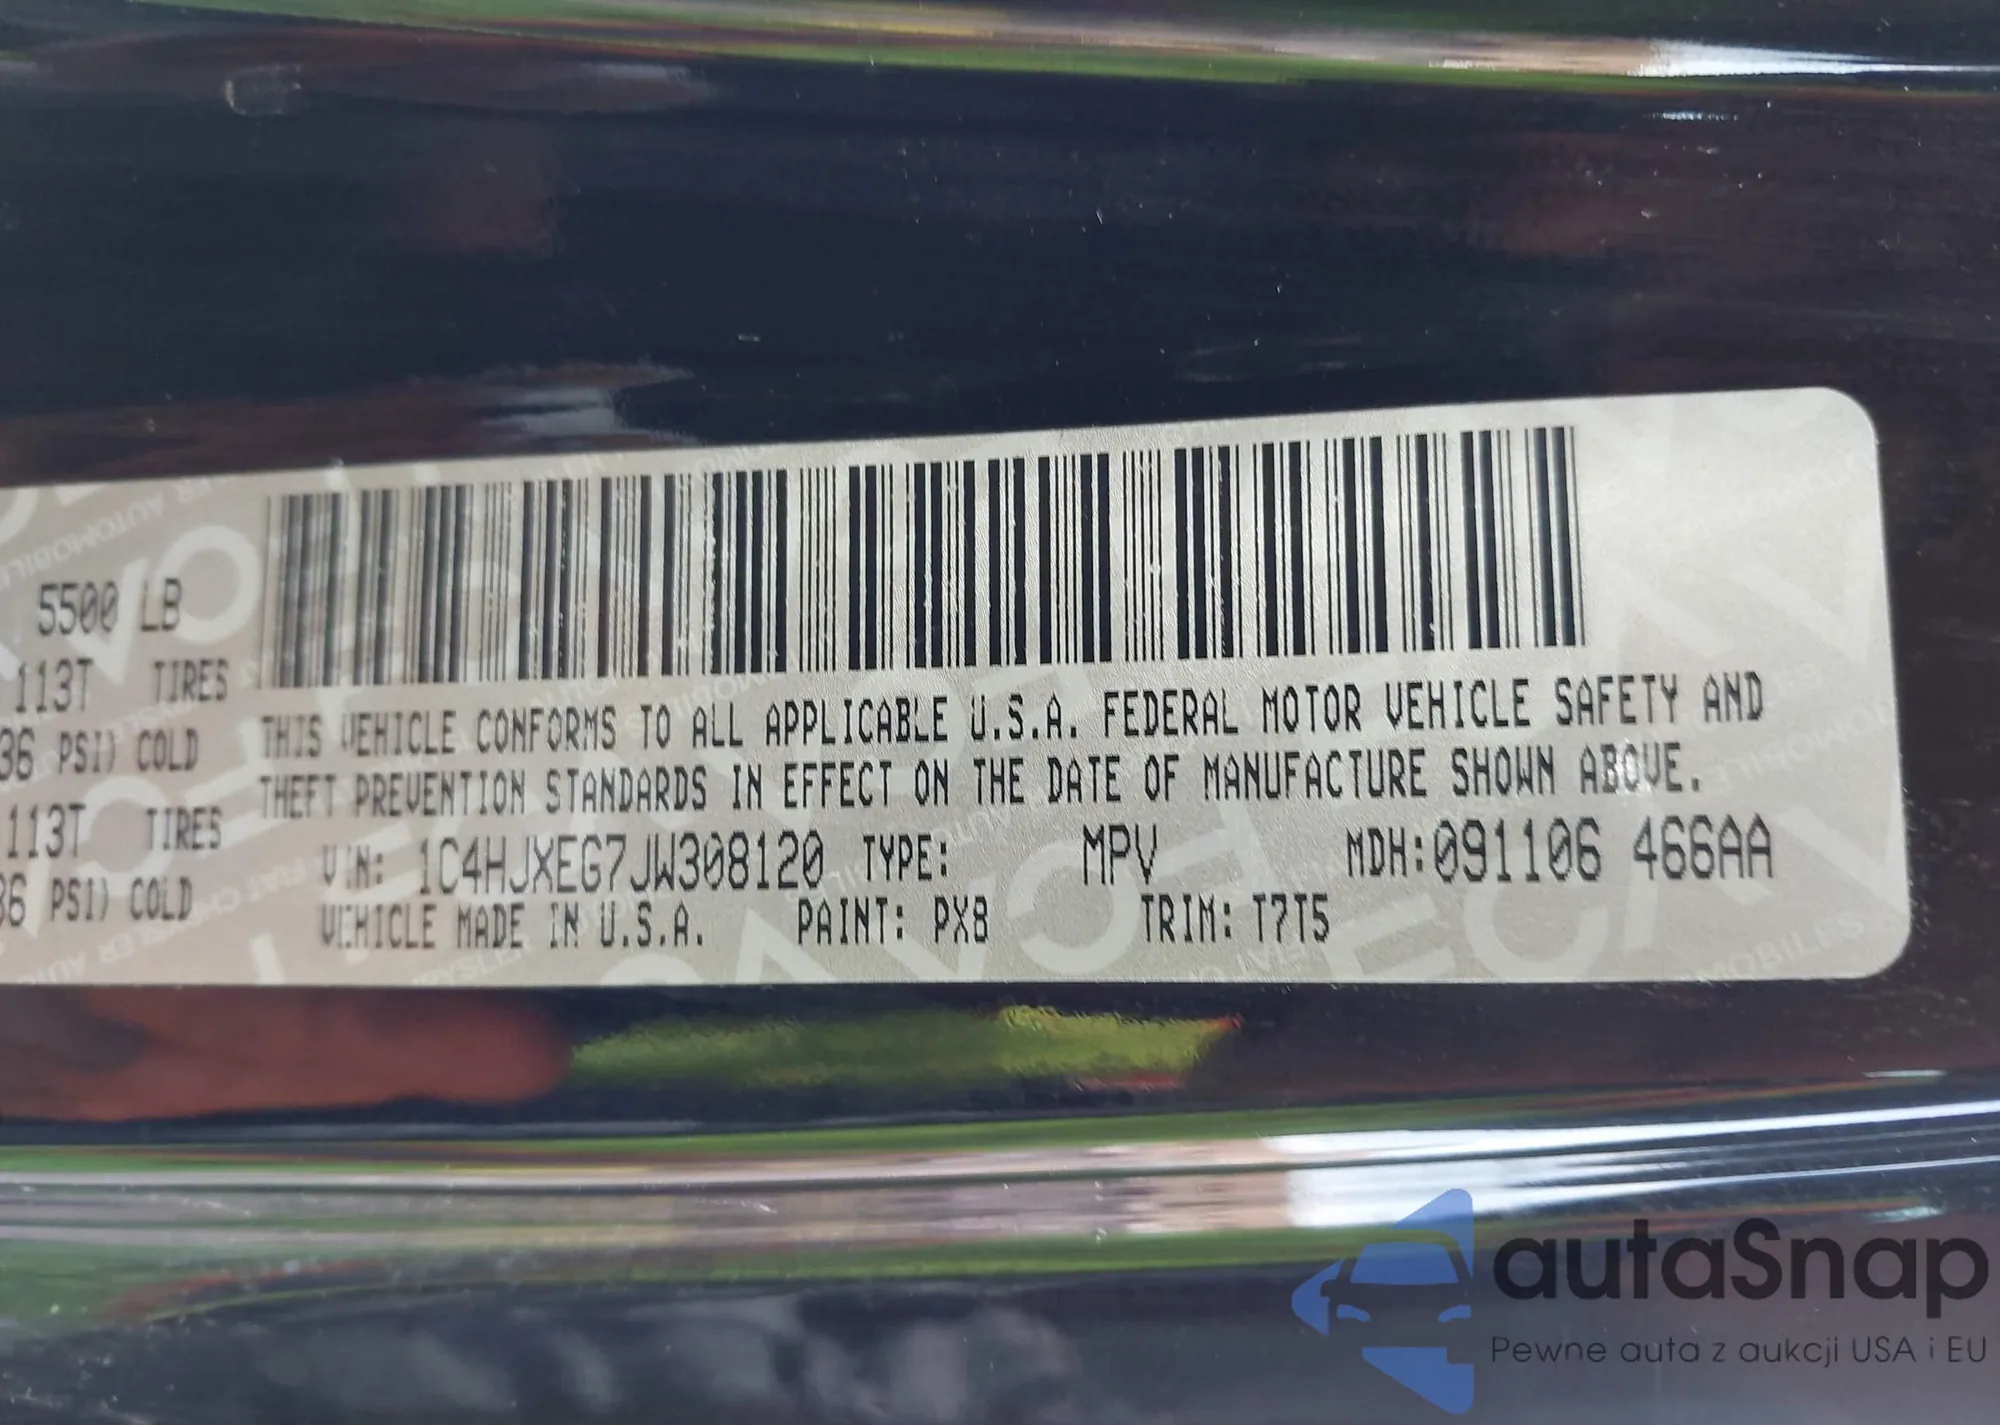 5500 LB
113T TIRES
36 PSI) COLD
113T TIRES
36 PSI) COLD
THIS VEHICLE CONFORMS TO ALL APPLICABLE U.S.A. FEDERAL MOTOR VEHICLE SAFETY AND
THEFT PREVENTION STANDARDS IN EFFECT ON THE DATE OF MANUFACTURE SHOWN ABOVE.
VIN: 1C4HJXEG7JW308120 TYPE: MPV MDH:091106 466AA
VEHICLE MADE IN U.S.A. PAINT: PX8 TRIM: T7T5
autaSnap
Pewne auta z aukcji USA i EU